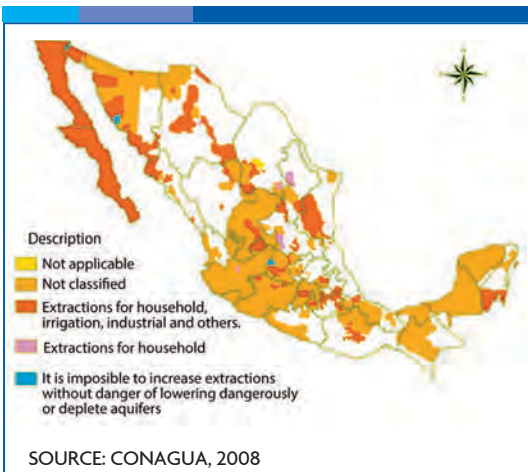 Description
Not applicable
Not classified
Extractions for household,
irrigation, industrial and others.
Extractions for household
It is imposible to increase extractions
without danger of lowering dangerously
or deplete aquifers
SOURCE: CONAGUA, 2008